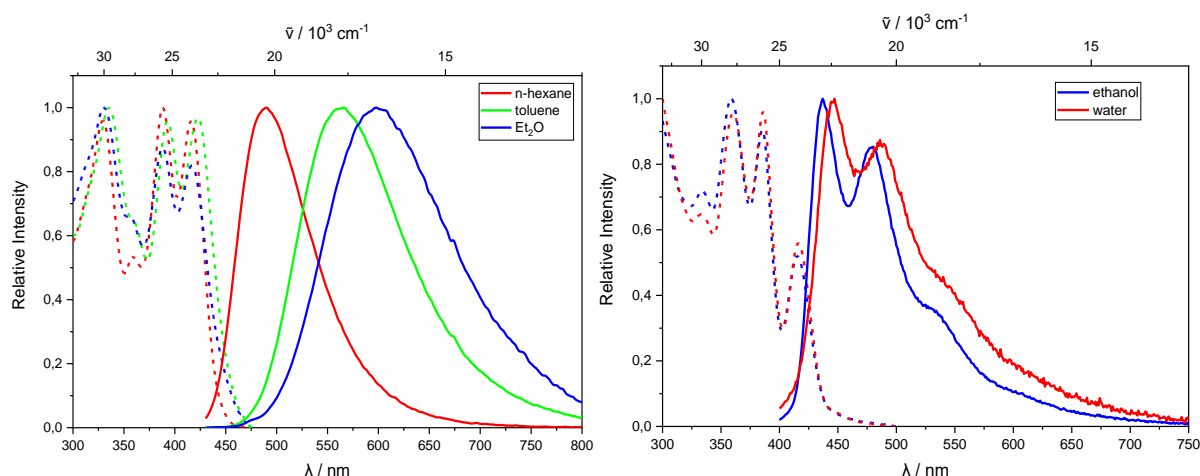 ṽ / 10³ cm⁻¹
30 25 20 15
n-hexane
toluene
Et₂O
1,0
0,8
0,6
0,4
0,2
0,0
Relative Intensity
300 350 400 450 500 550 600 650 700 750 800
λ / nm
ṽ / 10³ cm⁻¹
30 25 20 15
ethanol
water
1,0
0,8
0,6
0,4
0,2
0,0
Relative Intensity
300 350 400 450 500 550 600 650 700 750
λ / nm